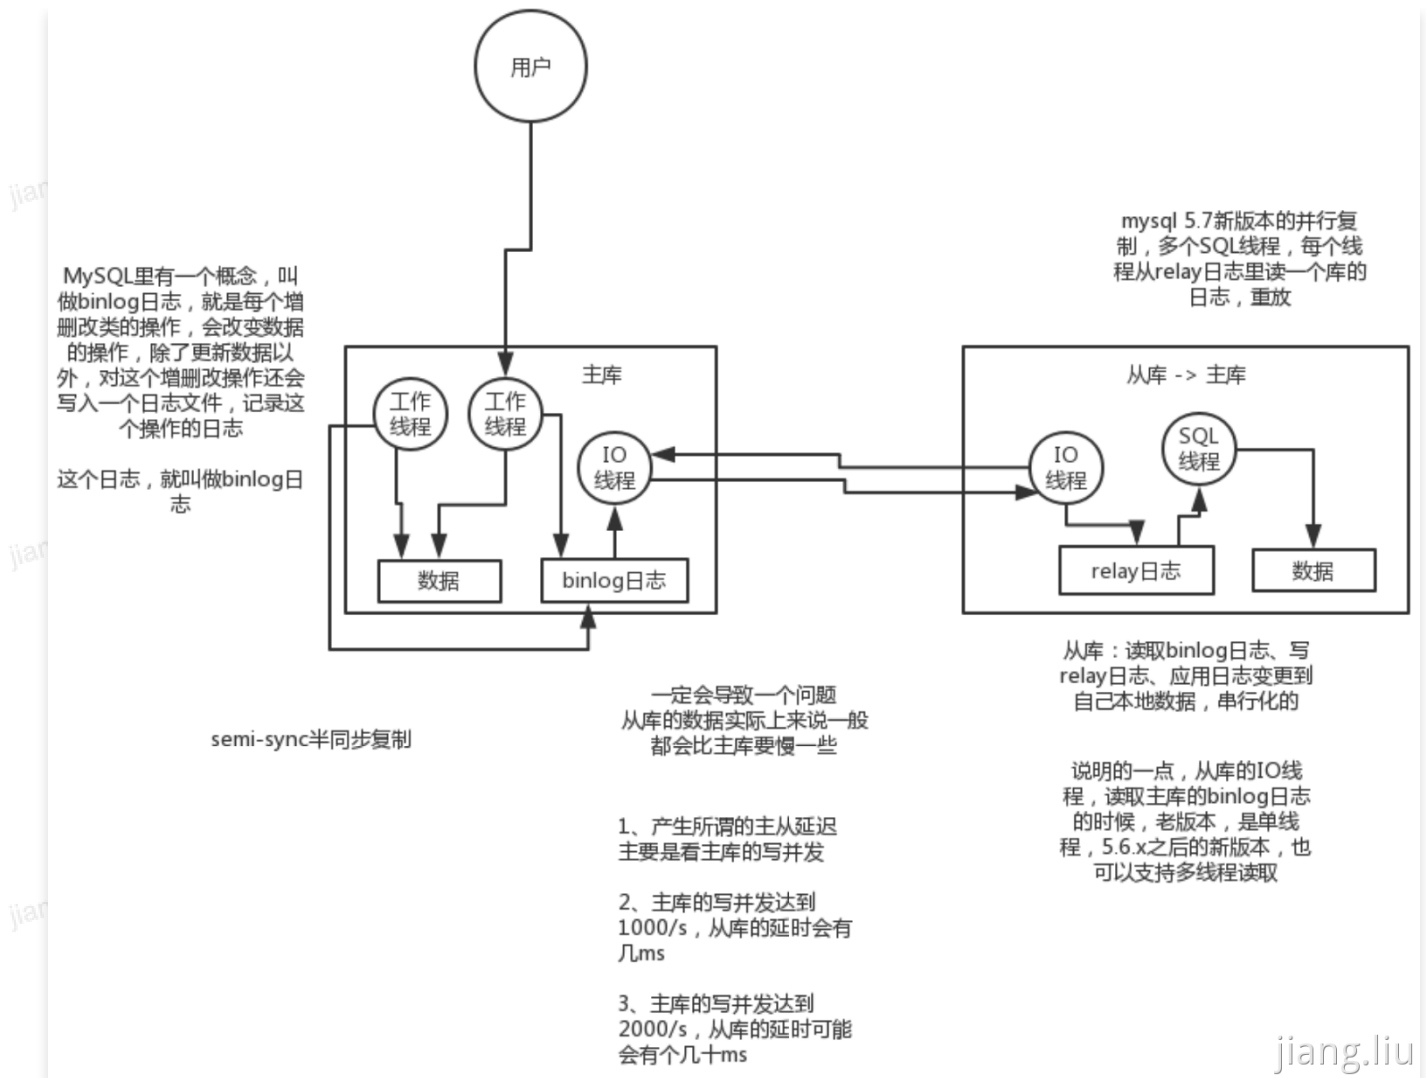 用户
mysql 5.7新版本的并行复
制，多个SQL线程，每个线
程从relay日志里读一个库的
日志，重放
MySQL里有一个概念，叫
做binlog日志，就是每个增
删改类的操作，会改变数据
的操作，除了更新数据以
外，对这个增删改操作还会
写入一个日志文件，记录这
个操作的日志
这个日志，就叫做binlog日
志
主库
工作
线程
工作
线程
IO
线程
数据
binlog日志
从库 -> 主库
IO
线程
SQL
线程
relay日志
数据
从库：读取binlog日志、写
relay日志、应用日志变更到
自己本地数据，串行化的
semi-sync半同步复制
一定会导致一个问题
从库的数据实际上来说一般
都会比主库要慢一些
说明的一点，从库的IO线
程，读取主库的binlog日志
的时候，老版本，是单线
程，5.6.x之后的新版本，也
可以支持多线程读取
1、产生所谓的主从延迟
主要是看主库的写并发
2、主库的写并发达到
1000/s，从库的延时会有
几ms
3、主库的写并发达到
2000/s，从库的延时可能
会有个几十ms
jian
jian
jian
jiang.liu